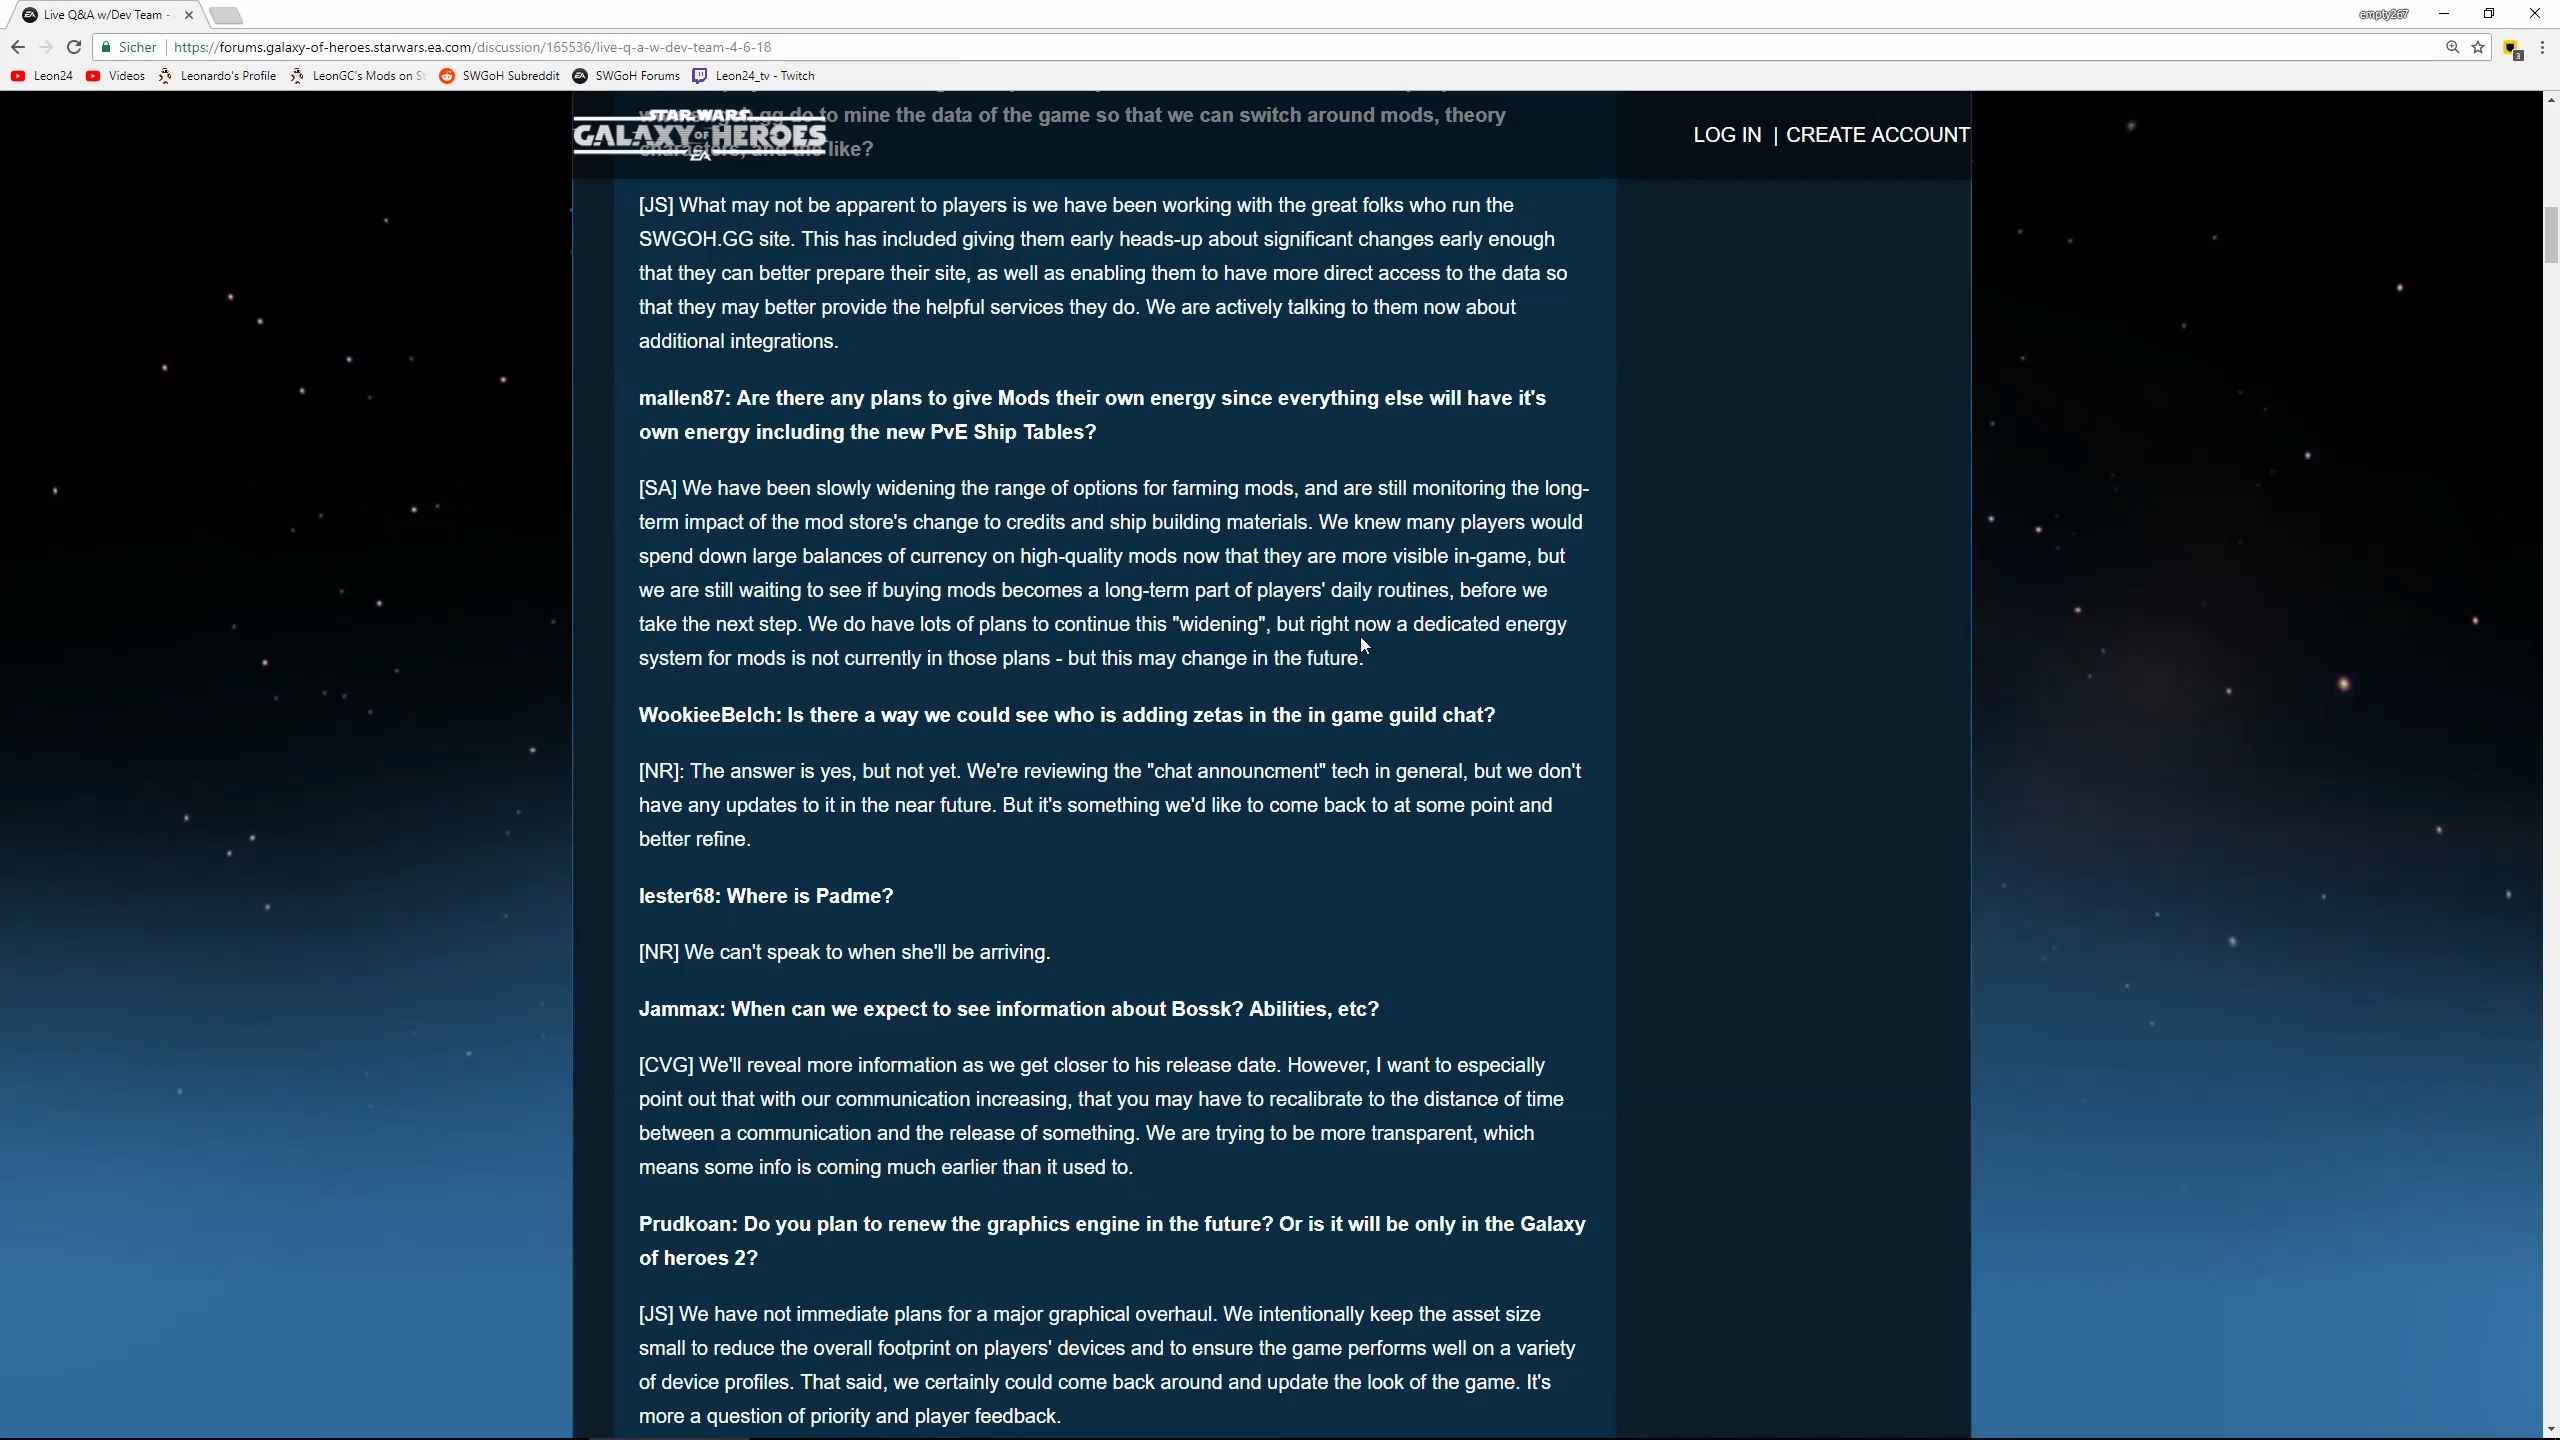 Live Q&A w/Dev Team -
empty267
Sicher
https://forums.galaxy-of-heroes.starwars.ea.com/discussion/165536/live-q-a-w-dev-team-4-6-18
3
Leon24
Videos
Leonardo's Profile
LeonGC's Mods on S
SWGoH Subreddit
SWGoH Forums
Leon24_tv - Twitch
STAR WARS
GALAXY OF HEROES
EA
LOG IN | CREATE ACCOUNT
do to mine the data of the game so that we can switch around mods, theory
characters, and the like?
[JS] What may not be apparent to players is we have been working with the great folks who run the
SWGOH.GG site. This has included giving them early heads-up about significant changes early enough
that they can better prepare their site, as well as enabling them to have more direct access to the data so
that they may better provide the helpful services they do. We are actively talking to them now about
additional integrations.
mallen87: Are there any plans to give Mods their own energy since everything else will have it's
own energy including the new PvE Ship Tables?
[SA] We have been slowly widening the range of options for farming mods, and are still monitoring the long-
term impact of the mod store's change to credits and ship building materials. We knew many players would
spend down large balances of currency on high-quality mods now that they are more visible in-game, but
we are still waiting to see if buying mods becomes a long-term part of players' daily routines, before we
take the next step. We do have lots of plans to continue this "widening", but right now a dedicated energy
system for mods is not currently in those plans - but this may change in the future.
WookieeBelch: Is there a way we could see who is adding zetas in the in game guild chat?
[NR]: The answer is yes, but not yet. We're reviewing the "chat announcment" tech in general, but we don't
have any updates to it in the near future. But it's something we'd like to come back to at some point and
better refine.
lester68: Where is Padme?
[NR] We can't speak to when she'll be arriving.
Jammax: When can we expect to see information about Bossk? Abilities, etc?
[CVG] We'll reveal more information as we get closer to his release date. However, I want to especially
point out that with our communication increasing, that you may have to recalibrate to the distance of time
between a communication and the release of something. We are trying to be more transparent, which
means some info is coming much earlier than it used to.
Prudkoan: Do you plan to renew the graphics engine in the future? Or is it will be only in the Galaxy
of heroes 2?
[JS] We have not immediate plans for a major graphical overhaul. We intentionally keep the asset size
small to reduce the overall footprint on players' devices and to ensure the game performs well on a variety
of device profiles. That said, we certainly could come back around and update the look of the game. It's
more a question of priority and player feedback.